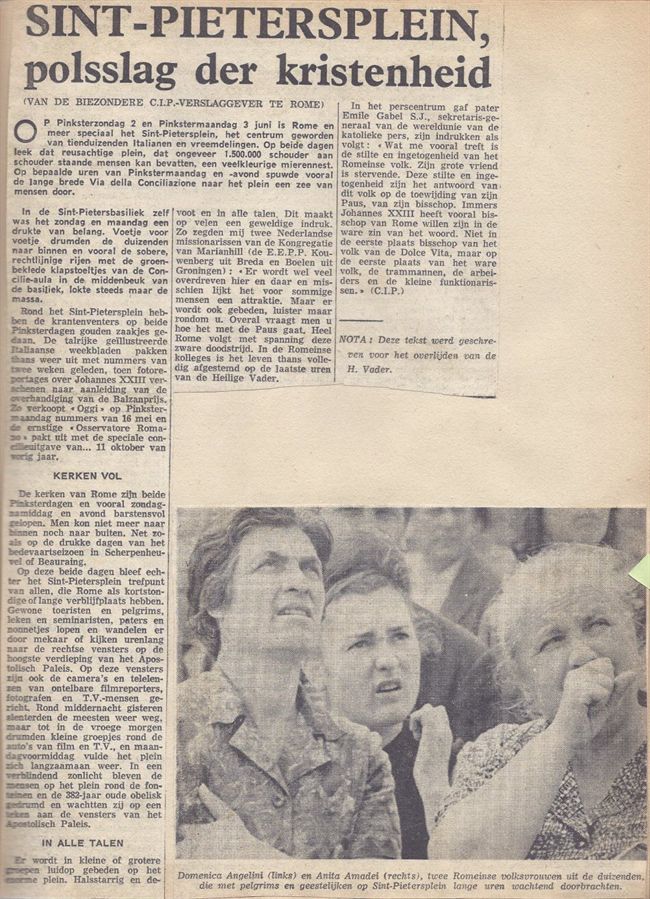 SINT-PIETERSPLEIN,
polsslag der kristenheid
(VAN DE BIEZONDERE C.I.P.-VERSLAGGEVER TE ROME)
OP Pinksterzondag 2 en Pinkstermaandag 3 juni is Rome en
meer speciaal het Sint-Pietersplein, het centrum geworden
van tienduizenden Italianen en vreemdelingen. Op beide dagen
leek dat reusachtige plein, dat ongeveer 1.500.000 schouder aan
schouder staande mensen kan bevatten, een veelkleurige mierennest.
Op bepaalde uren van Pinkstermaandag en -avond spuwde vooral
de lange brede Via della Conciliazione naar het plein een zee van
mensen door.
In de Sint-Pietersbasiliek zelf
was het zondag en maandag een
drukte van belang. Voetje voor
voetje drumden de duizenden
naar binnen en vooral de sobere,
rechtlijnige rijen met de groen-
beklede klapstoeltjes van de Con-
cilie-aula in de middenbeuk van
de basiliek, lokte steeds maar de
massa.
Rond het Sint-Pietersplein heb-
ben de krantenventers op beide
Pinksterdagen gouden zaakjes ge-
daan. De talrijke geïllustreerde
Italiaanse weekbladen pakken
thans weer uit met nummers van
twee weken geleden, toen fotore-
portages over Johannes XXIII ver-
schenen naar aanleiding van de
overhandiging van de Balzanprijs.
Zo verkoopt «Oggi» op Pinkster-
maandag nummers van 16 mei en
de ernstige «Osservatore Roma-
no» pakt uit met de speciale con-
cilieuitgave van... 11 oktober van
vorig jaar.
KERKEN VOL
De kerken van Rome zijn beide
Pinksterdagen en vooral zondag-
namiddag en avond barstensvol
gelopen. Men kon niet meer naar
binnen noch naar buiten. Net zo-
als op de drukke dagen van het
bedevaartseizoen in Scherpenheu-
vel of Beauraing.
Op deze beide dagen bleef ech-
ter het Sint-Pietersplein trefpunt
van allen, die Rome als kortston-
dige of lange verblijfplaats hebben.
Gewone toeristen en pelgrims,
leken en seminaristen, paters en
nonnetjes lopen en wandelen er
door mekaar of kijken urenlang
naar de rechtse vensters op de
hoogste verdieping van het Apos-
tolisch Paleis. Op deze vensters
zijn ook de camera's en telelen-
zen van ontelbare filmreporters,
fotografen en T.V.-mensen ge-
richt. Rond middernacht gisteren
slenterden de meesten weer weg,
maar tot in de vroege morgen
drumden kleine groepjes rond de
auto's van film en T.V., en maan-
dagvoormiddag vulde het plein
zich langzaamaan weer. In een
verblindend zonlicht bleven de
mensen op het plein rond de fon-
teinen en de 382-jaar oude obelisk
gedrumd en wachtten zij op een
teken aan de vensters van het
Apostolisch Paleis.
IN ALLE TALEN
Er wordt in kleine of grotere
groepen luidop gebeden op het
enorme plein. Halsstarrig en de-
voot en in alle talen. Dit maakt
op velen een geweldige indruk.
Zo zegden mij twee Nederlandse
missionarissen van de Kongregatie
van Marianhill (de E.E.P.P. Kou-
wenberg uit Breda en Boelen uit
Groningen) : « Er wordt wel veel
overdreven hier en daar en mis-
schien lijkt het voor sommige
mensen een attraktie. Maar er
wordt ook gebeden, luister maar
rondom u. Overal vraagt men u
hoe het met de Paus gaat. Heel
Rome volgt met spanning deze
zware doodstrijd. In de Romeinse
kolleges is het leven thans volle-
dig afgestemd op de laatste uren
van de Heilige Vader.
In het perscentrum gaf pater
Emile Gabel S.J., sekretaris-ge-
neraal van de wereldunie van de
katolieke pers, zijn indrukken als
volgt : « Wat me vooral treft is
de stilte en ingetogenheid van het
Romeinse volk. Zijn grote vriend
is stervende. Deze stilte en inge-
togenheid zijn het antwoord van
dit volk op de toewijding van zijn
Paus, van zijn bisschop. Immers
Johannes XXIII heeft vooral bis-
schop van Rome willen zijn in de
ware zin van het woord. Niet in
de eerste plaats bisschop van het
volk van de Dolce Vita, maar op
de eerste plaats van het ware
volk, de trammannen, de arbei-
ders en de kleine funktionaris-
sen. » (C.I.P.)
NOTA : Deze tekst werd geschre-
ven voor het overlijden van de
H. Vader.
Domenica Angelini (links) en Anita Amadei (rechts), twee Romeinse volksvrouwen uit de duizenden,
die met pelgrims en geestelijken op Sint-Pietersplein lange uren wachtend doorbrachten.